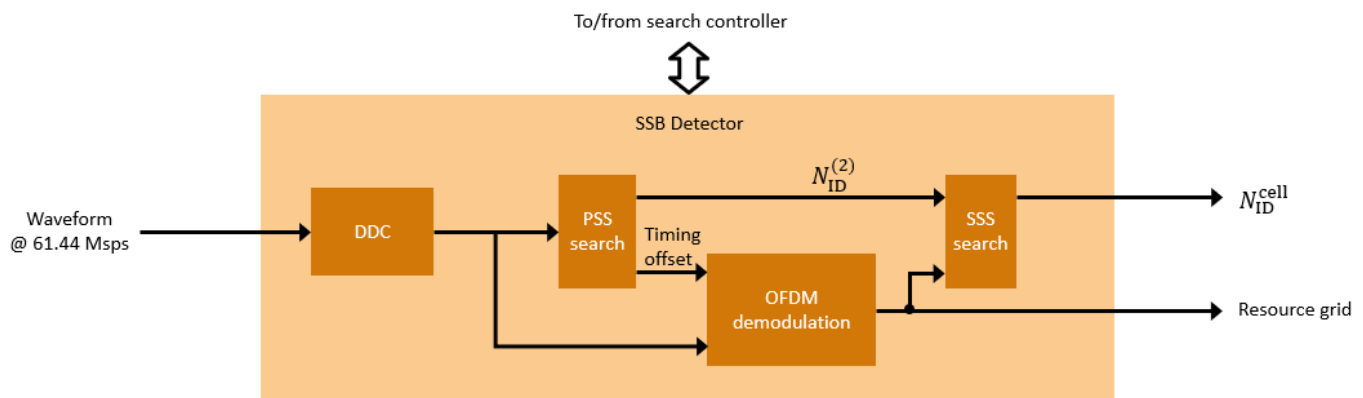 To/from search controller
SSB Detector
Waveform
@ 61.44 Msps
DDC
PSS
search
N_ID^(2)
Timing
offset
OFDM
demodulation
SSS
search
N_ID^cell
Resource grid